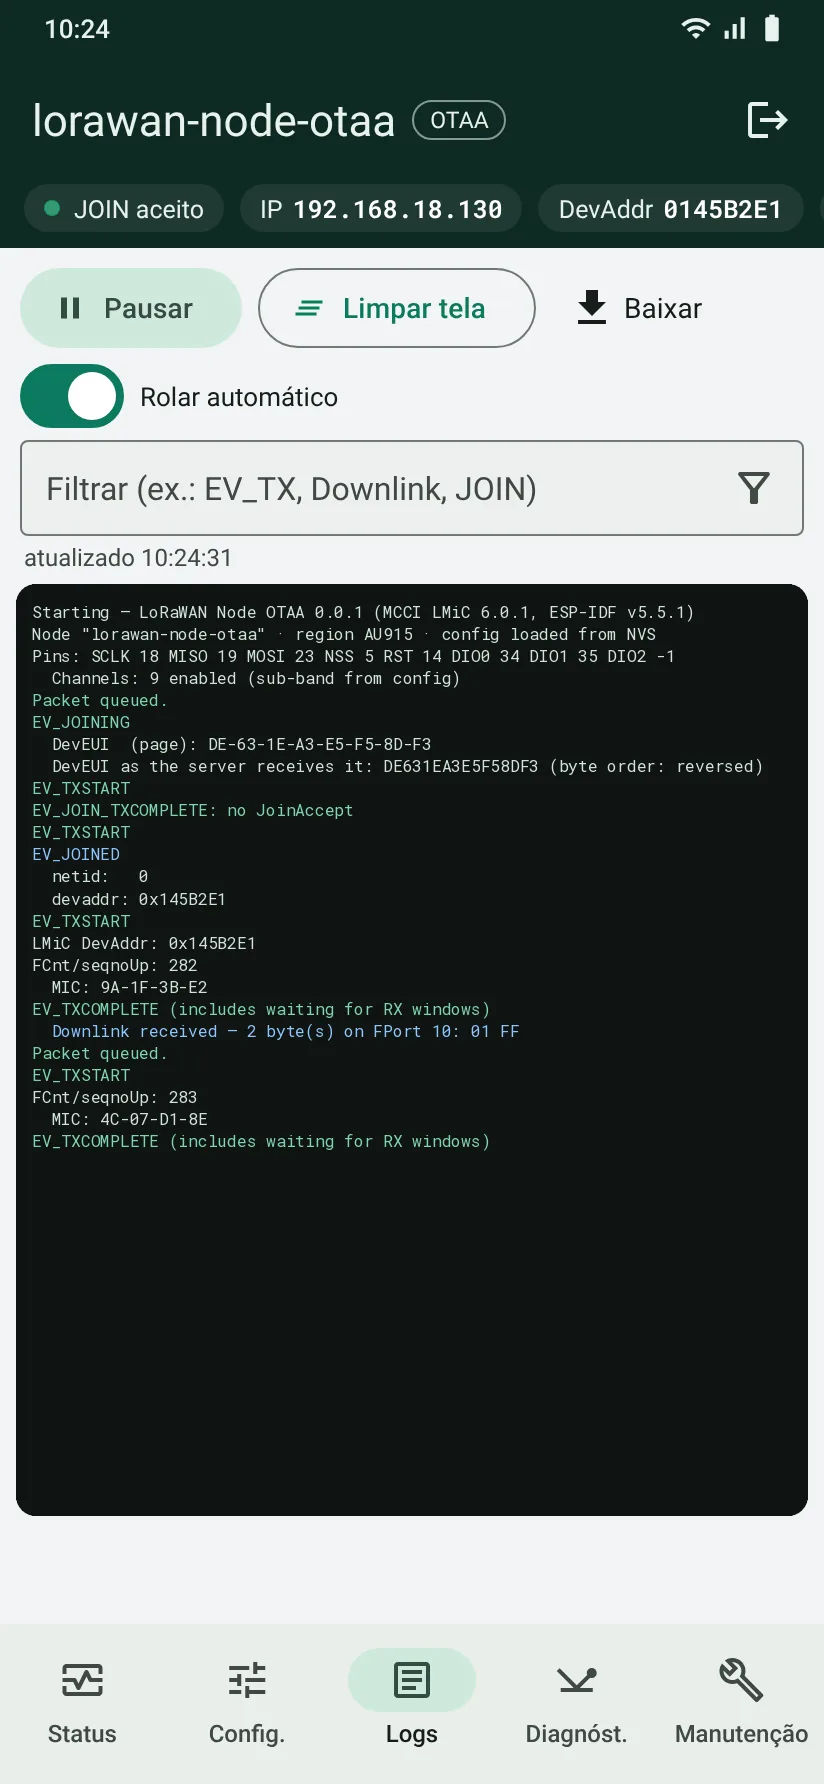 10:24
lorawan-node-otaa OTAA
JOIN aceito IP 192.168.18.130 DevAddr 0145B2E1
Pausar Limpar tela Baixar
Rolar automático
Filtrar (ex.: EV_TX, Downlink, JOIN)
atualizado 10:24:31
Starting — LoRaWAN Node OTAA 0.0.1 (MCCI LMiC 6.0.1, ESP-IDF v5.5.1)
Node "lorawan-node-otaa" · region AU915 · config loaded from NVS
Pins: SCLK 18 MISO 19 MOSI 23 NSS 5 RST 14 DIO0 34 DIO1 35 DIO2 -1
Channels: 9 enabled (sub-band from config)
Packet queued.
EV_JOINING
DevEUI (page): DE-63-1E-A3-E5-F5-8D-F3
DevEUI as the server receives it: DE631EA3E5F58DF3 (byte order: reversed)
EV_TXSTART
EV_JOIN_TXCOMPLETE: no JoinAccept
EV_TXSTART
EV_JOINED
netid: 0
devaddr: 0x145B2E1
EV_TXSTART
LMiC DevAddr: 0x145B2E1
FCnt/seqnoUp: 282
MIC: 9A-1F-3B-E2
EV_TXCOMPLETE (includes waiting for RX windows)
Downlink received — 2 byte(s) on FPort 10: 01 FF
Packet queued.
EV_TXSTART
FCnt/seqnoUp: 283
MIC: 4C-07-D1-8E
EV_TXCOMPLETE (includes waiting for RX windows)
Status Config. Logs Diagnóst. Manutenção